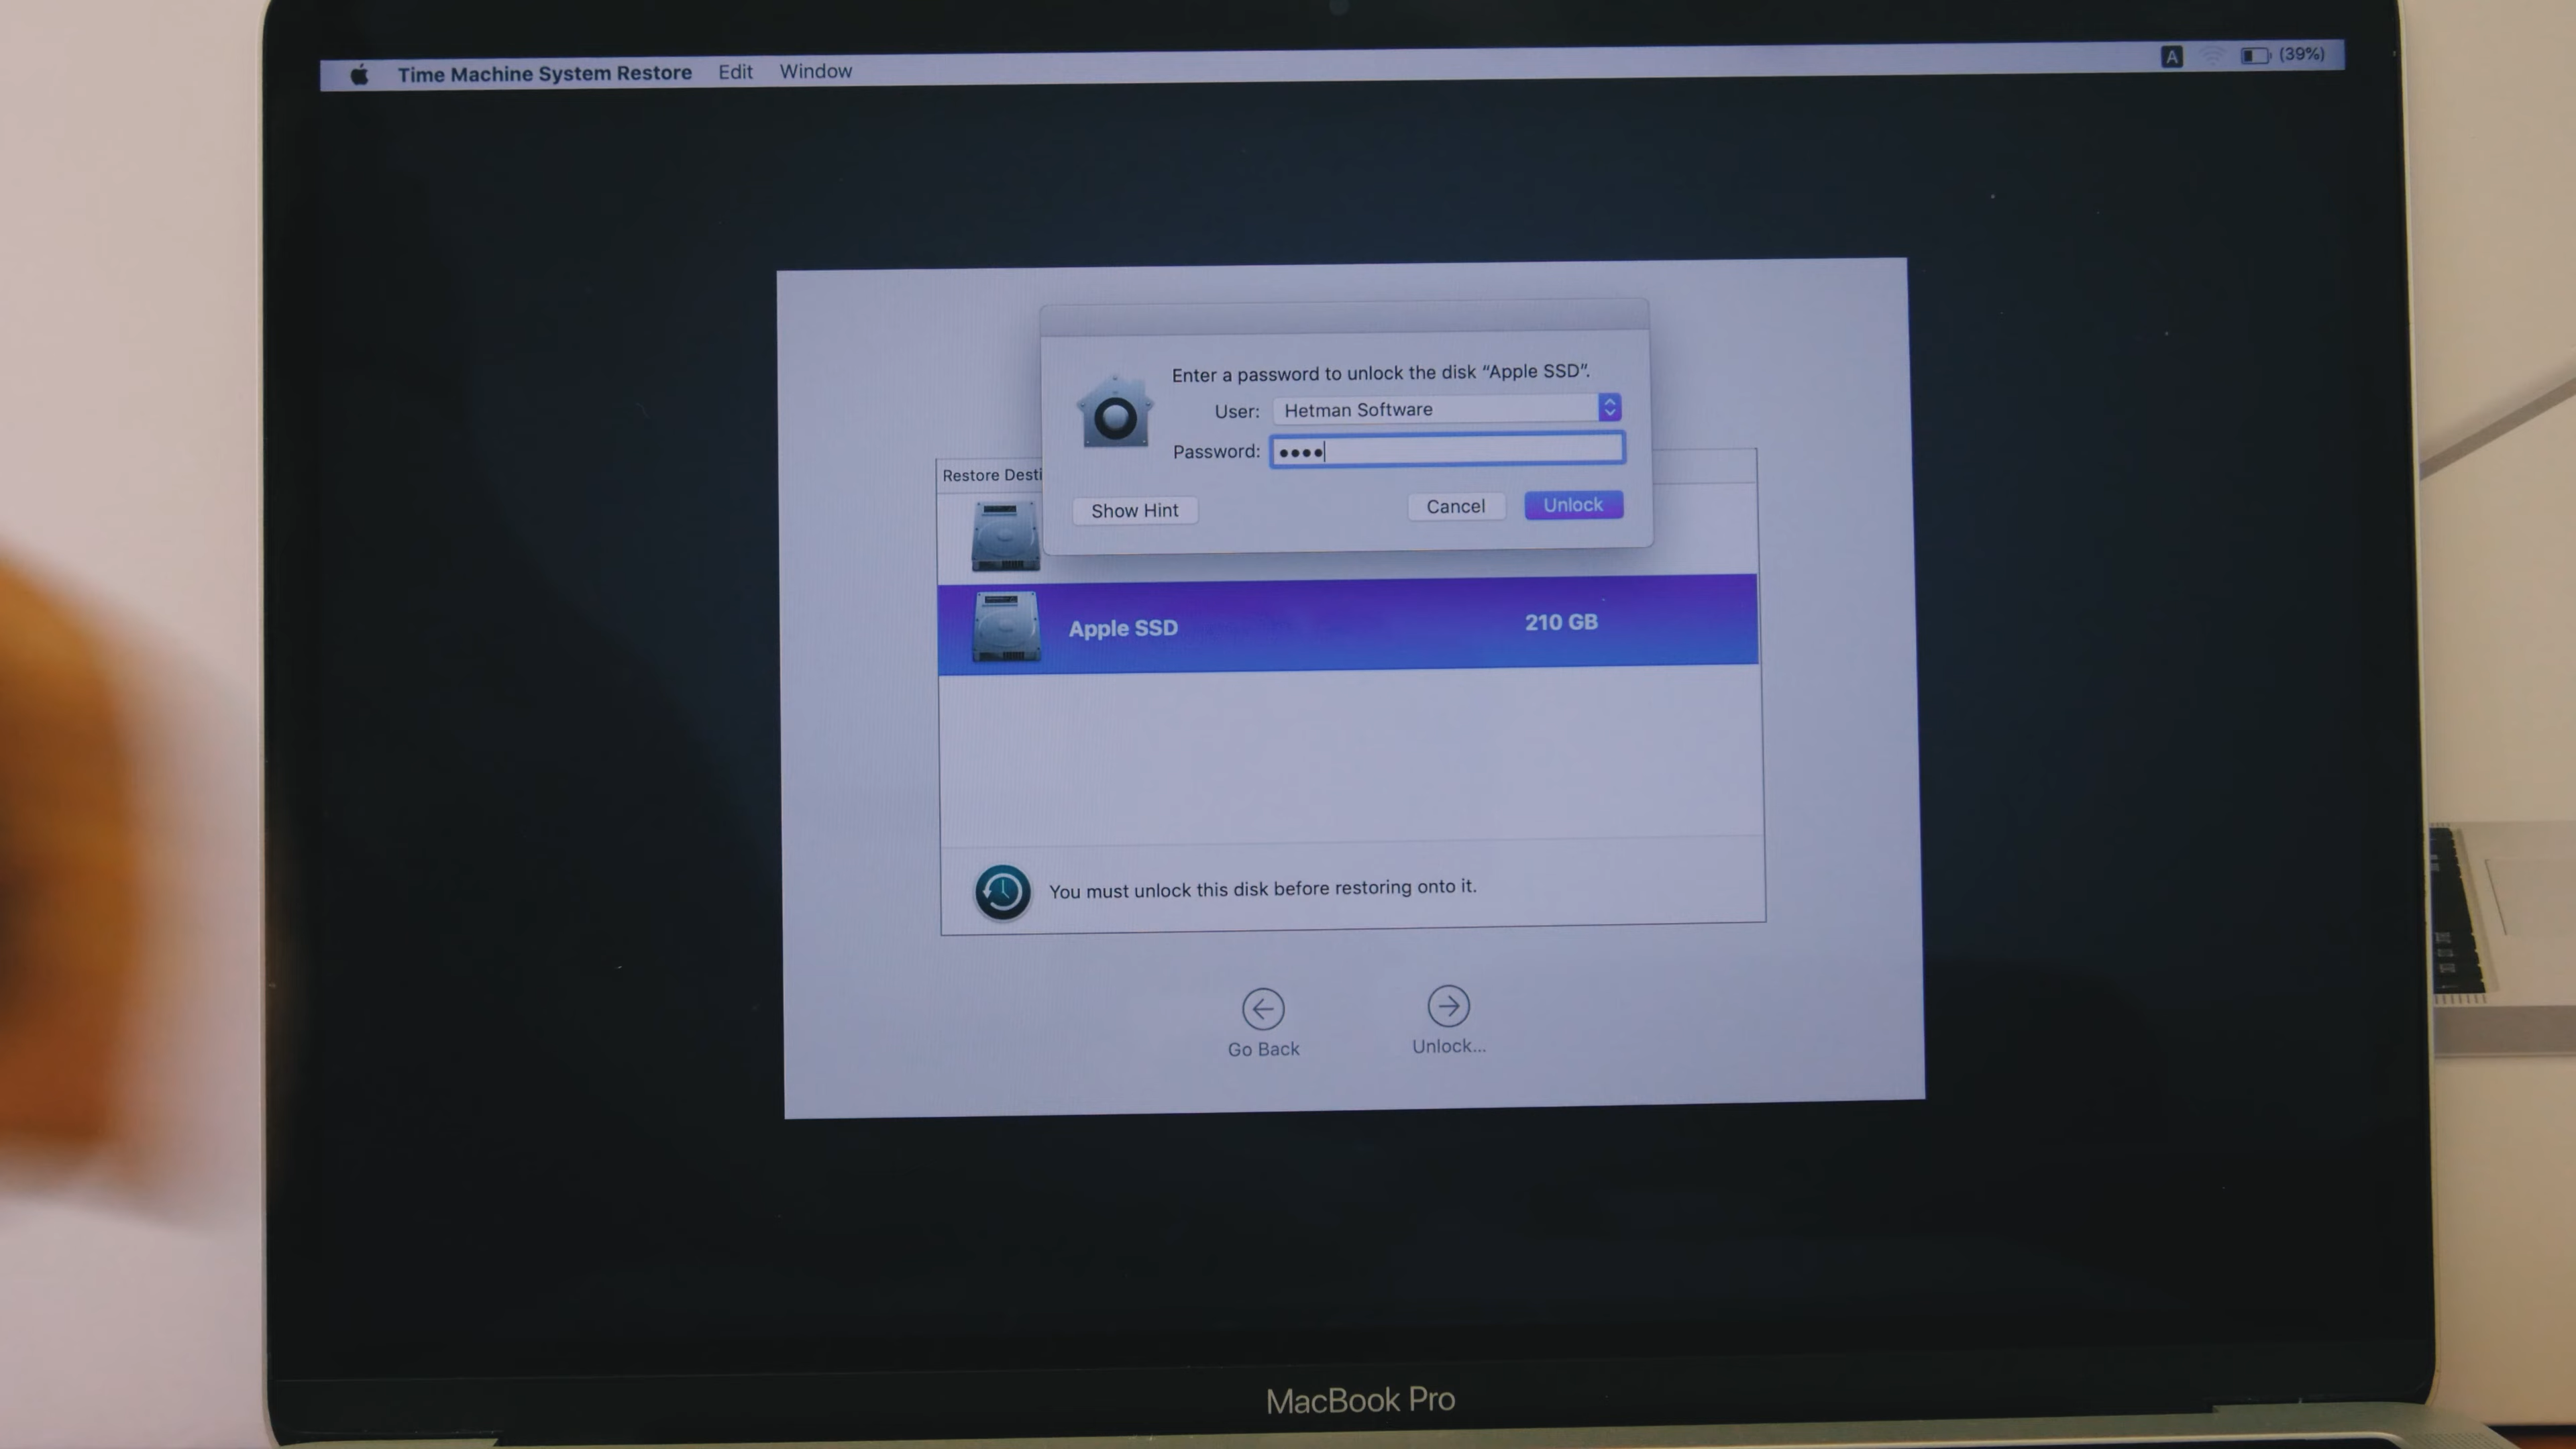 Time Machine System Restore Edit Window
A (39%)
Enter a password to unlock the disk “Apple SSD”.
User: Hetman Software
Password: ••••
Show Hint Cancel Unlock
Restore Desti
Apple SSD 210 GB
You must unlock this disk before restoring onto it.
Go Back Unlock...
MacBook Pro